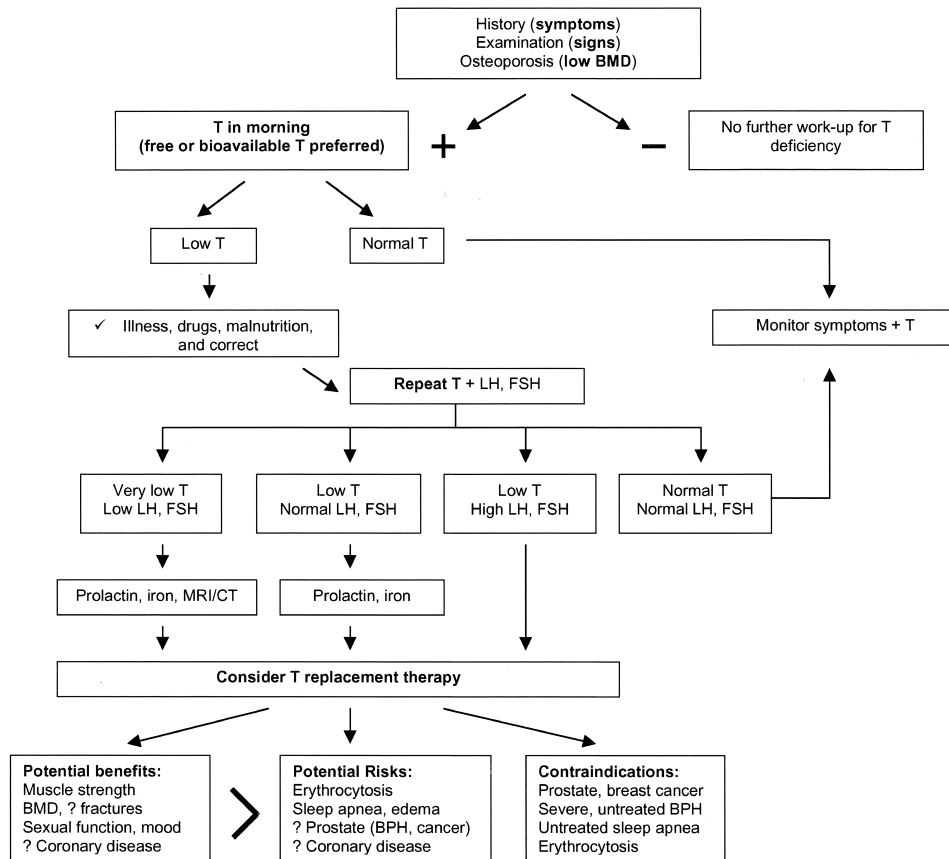 History (symptoms)
Examination (signs)
Osteoporosis (low BMD)
T in morning
(free or bioavailable T preferred)
+
−
No further work-up for T
deficiency
Low T
Normal T
✓ Illness, drugs, malnutrition,
and correct
Monitor symptoms + T
Repeat T + LH, FSH
Very low T
Low LH, FSH
Low T
Normal LH, FSH
Low T
High LH, FSH
Normal T
Normal LH, FSH
Prolactin, iron, MRI/CT
Prolactin, iron
Consider T replacement therapy
Potential benefits:
Muscle strength
BMD, ? fractures
Sexual function, mood
? Coronary disease
>
Potential Risks:
Erythrocytosis
Sleep apnea, edema
? Prostate (BPH, cancer)
? Coronary disease
Contraindications:
Prostate, breast cancer
Severe, untreated BPH
Untreated sleep apnea
Erythrocytosis